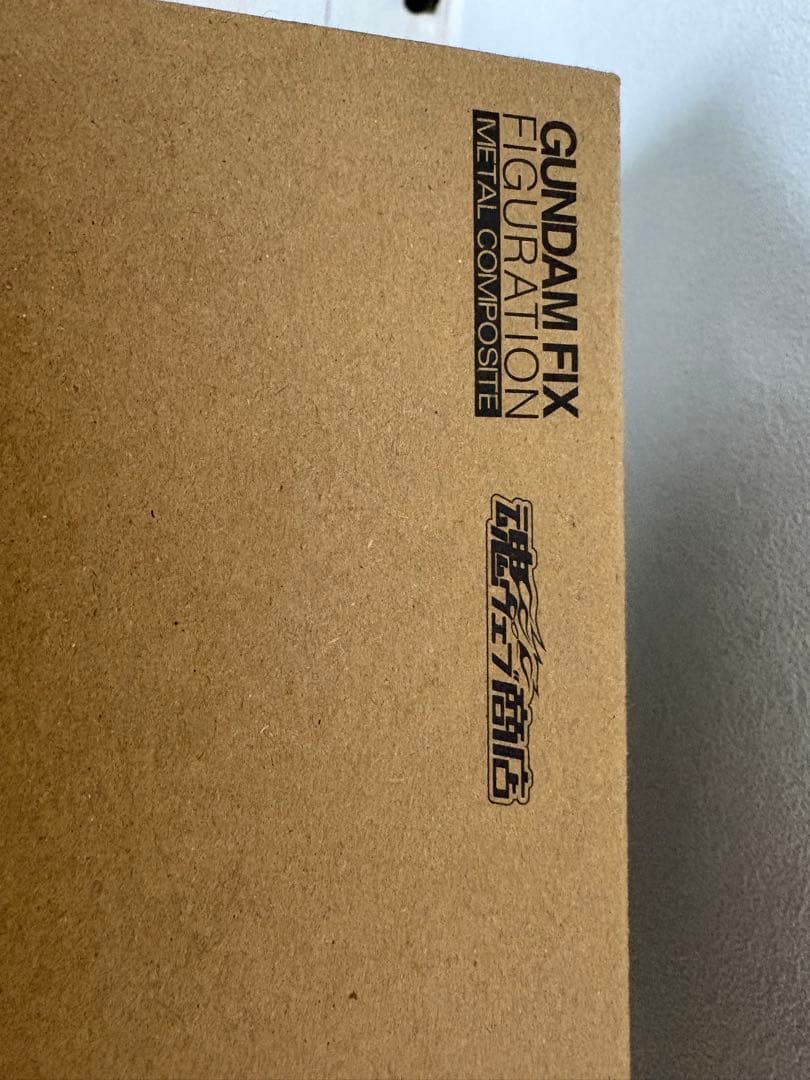 GUNDAM FIX
FIGURATION
METAL COMPOSITE
魂ウェブ商店